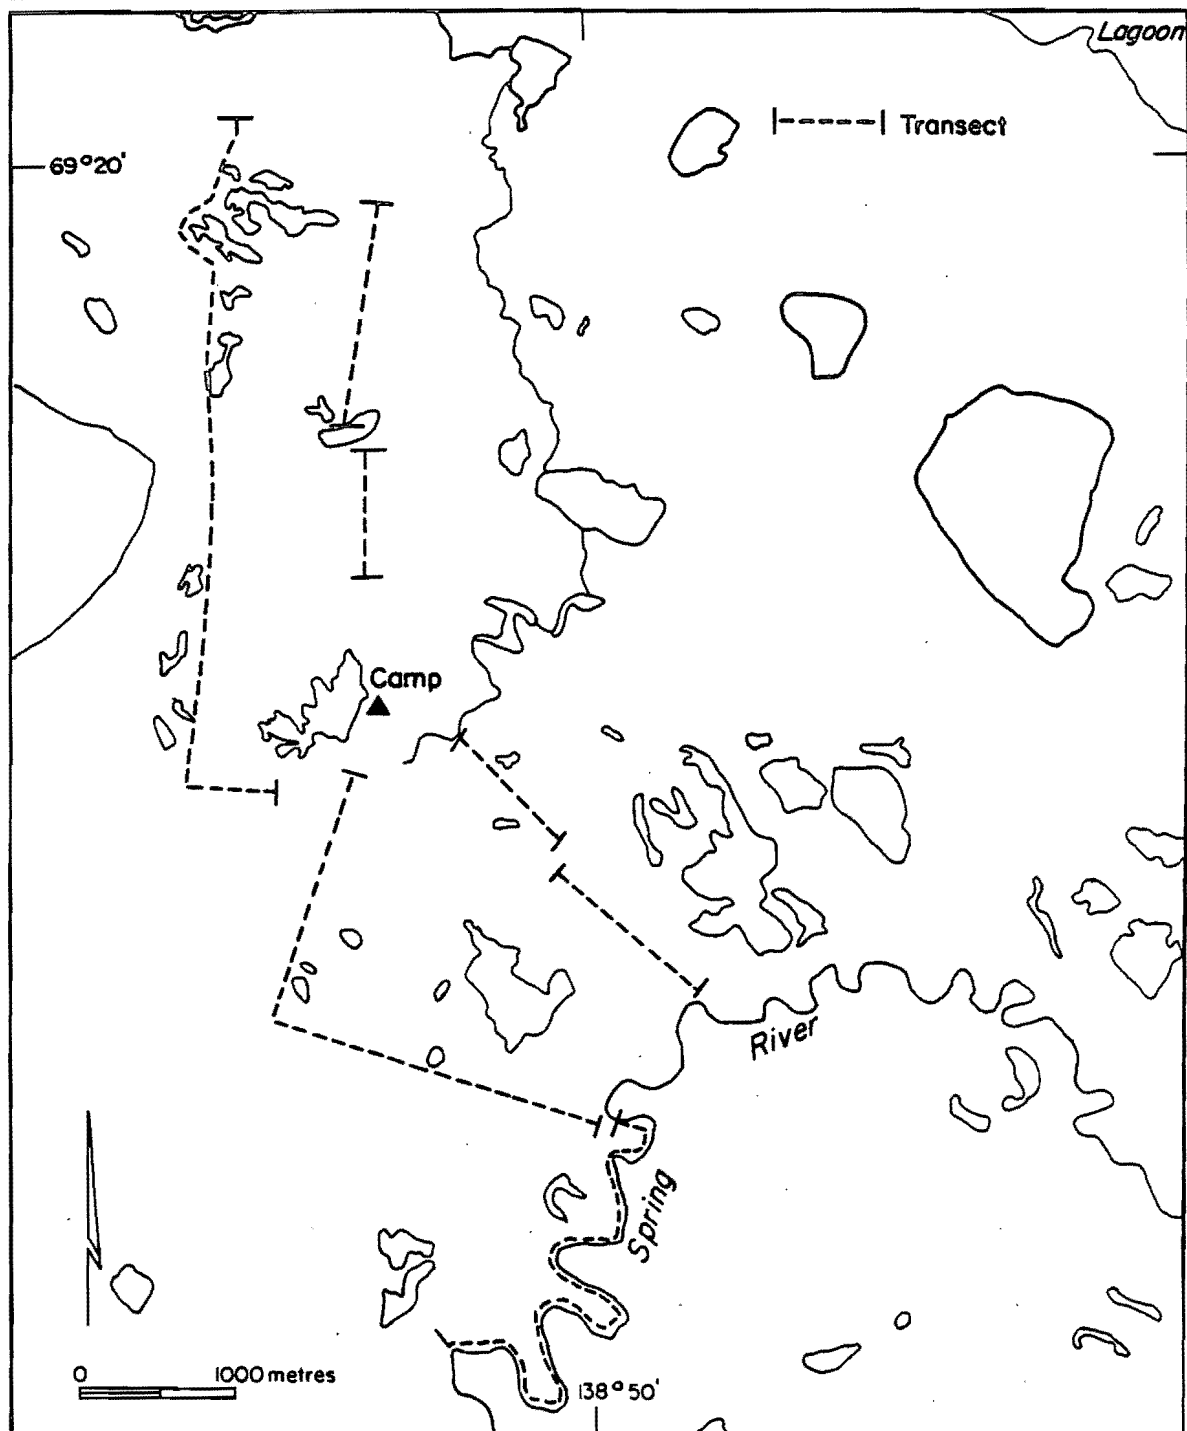 Lagoon
Transect
69°20'
Camp
River
Spring
0 1000 metres
138°50'